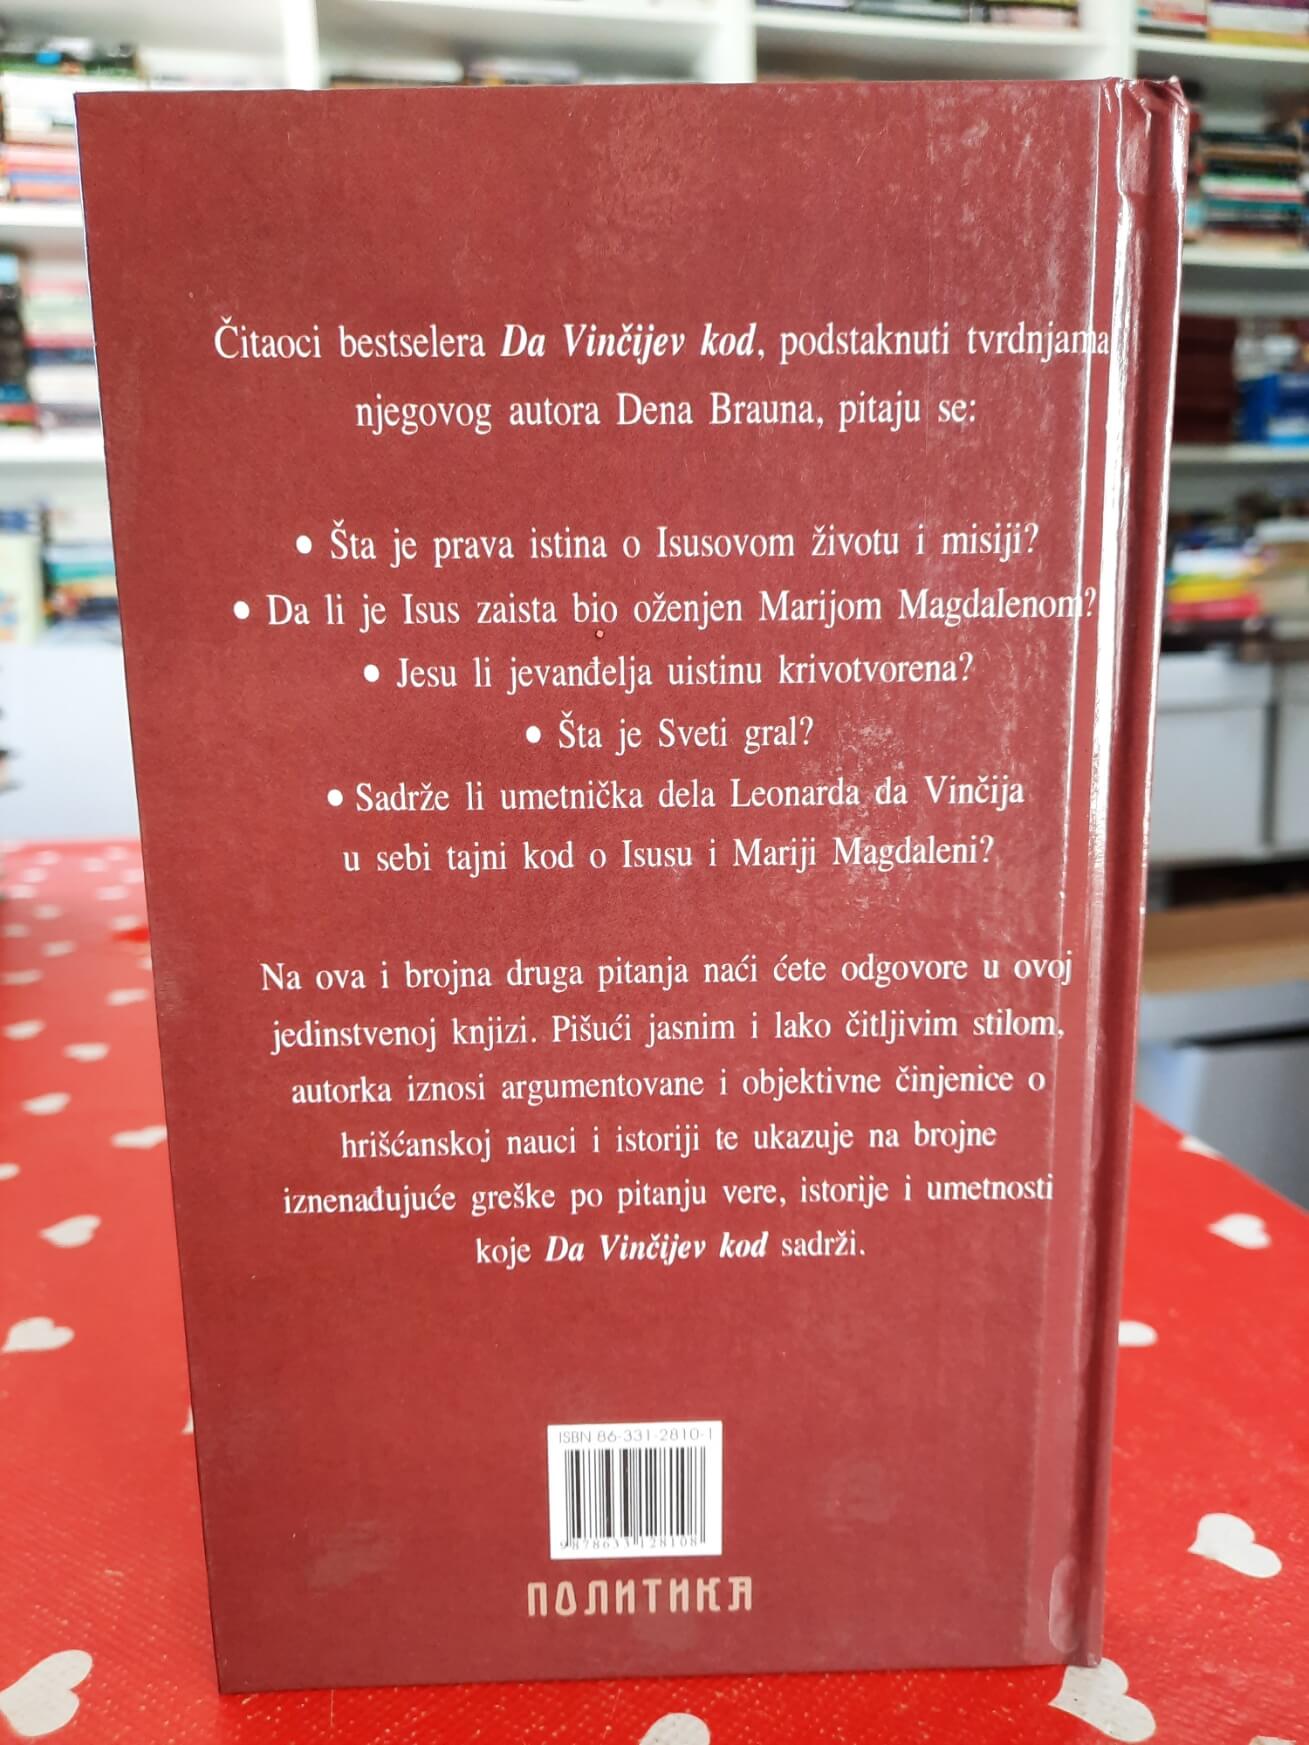 Čitaoci bestselera Da Vinčijev kod, podstaknuti tvrdnjama
njegovog autora Dena Brauna, pitaju se:
• Šta je prava istina o Isusovom životu i misiji?
• Da li je Isus zaista bio oženjen Marijom Magdalenom?
• Jesu li jevanđelja uistinu krivotvorena?
• Šta je Sveti gral?
• Sadrže li umetnička dela Leonarda da Vinčija
u sebi tajni kod o Isusu i Mariji Magdaleni?
Na ova i brojna druga pitanja naći ćete odgovore u ovoj
jedinstvenoj knjizi. Pišući jasnim i lako čitljivim stilom,
autorka iznosi argumentovane i objektivne činjenice o
hrišćanskoj nauci i istoriji te ukazuje na brojne
iznenađujuće greške po pitanju vere, istorije i umetnosti
koje Da Vinčijev kod sadrži.
ISBN 86-331-2810-1
9788633128108
ПОЛИТИКА